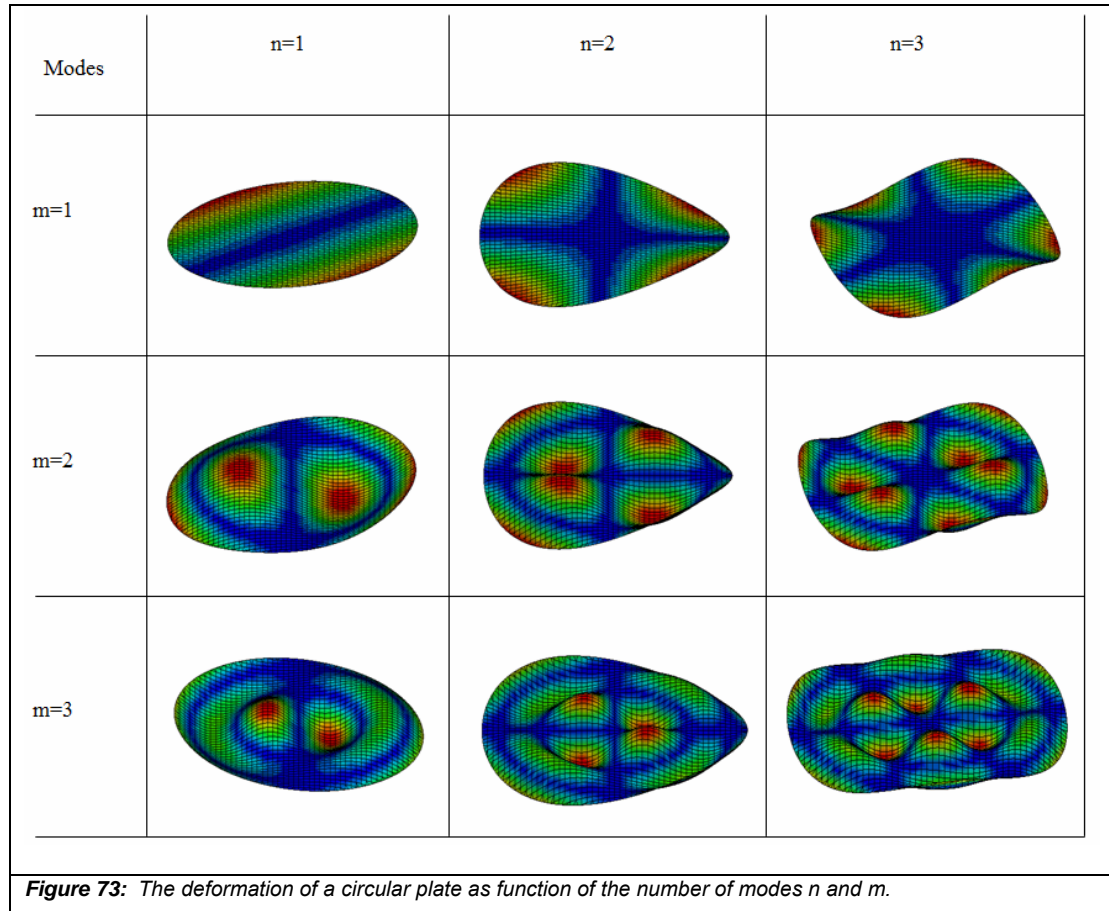 n=1 n=2 n=3
Modes
m=1
m=2
m=3
Figure 73: The deformation of a circular plate as function of the number of modes n and m.